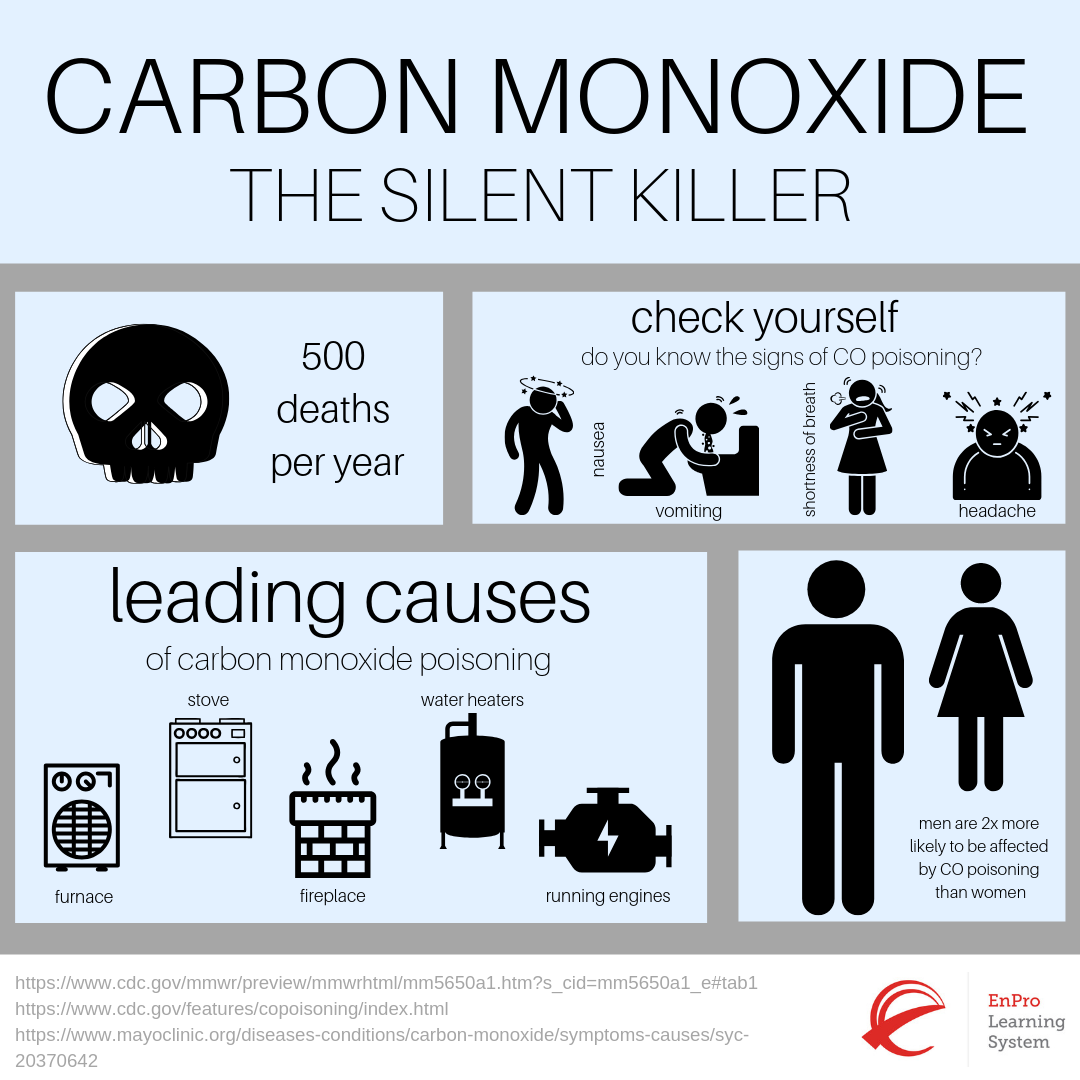 CARBON MONOXIDE
THE SILENT KILLER
500
deaths
per year
check yourself
do you know the signs of CO poisoning?
nausea
vomiting
shortness of breath
headache
leading causes
of carbon monoxide poisoning
stove
water heaters
furnace
fireplace
running engines
men are 2x more
likely to be affected
by CO poisoning
than women
https://www.cdc.gov/mmwr/preview/mmwrhtml/mm5650a1.htm?s_cid=mm5650a1_e#tab1
https://www.cdc.gov/features/copoisoning/index.html
https://www.mayoclinic.org/diseases-conditions/carbon-monoxide/symptoms-causes/syc-
20370642
EnPro
Learning
System